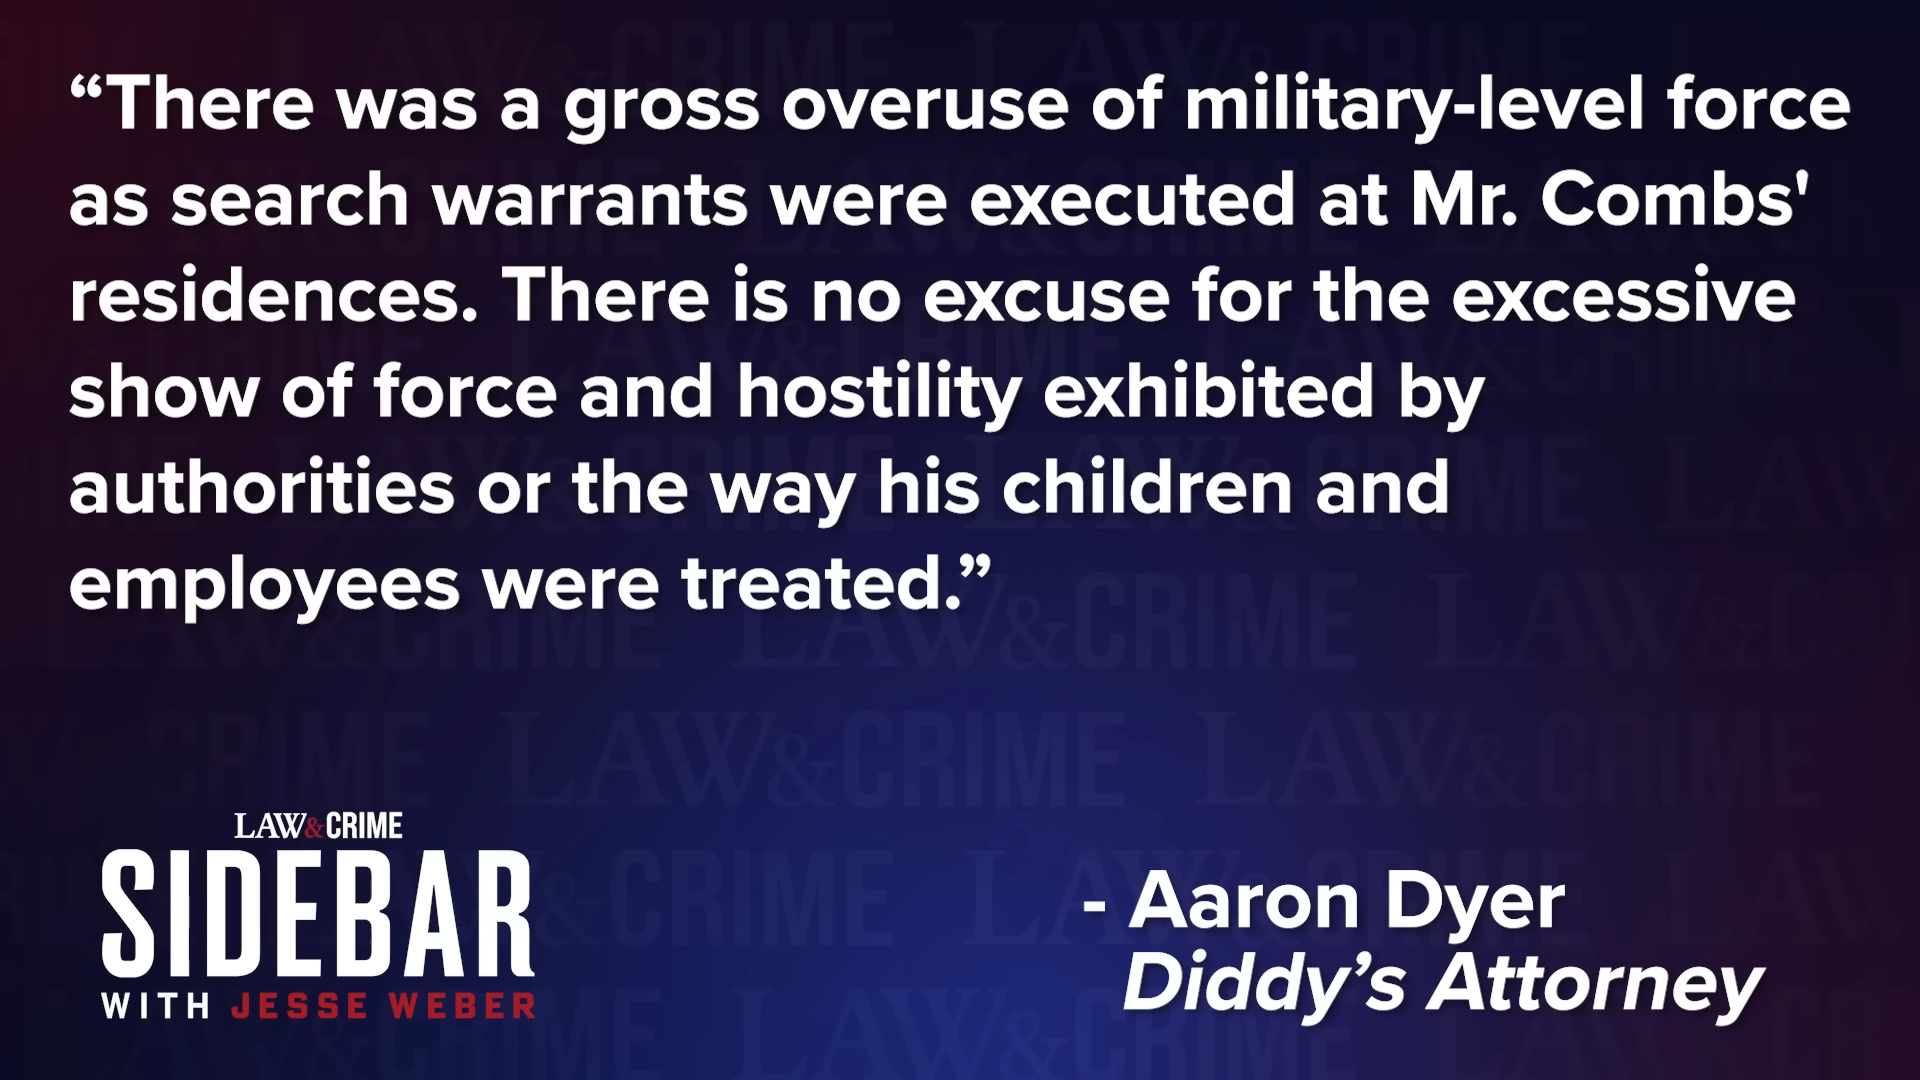 “There was a gross overuse of military-level force
as search warrants were executed at Mr. Combs'
residences. There is no excuse for the excessive
show of force and hostility exhibited by
authorities or the way his children and
employees were treated.”
LAW&CRIME
SIDEBAR
WITH JESSE WEBER
- Aaron Dyer
Diddy’s Attorney